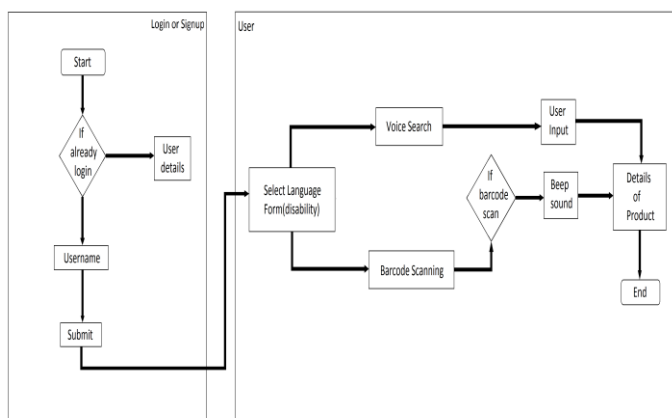 Login or Signup
Start
If
already
login
User
details
Username
Submit
User
Select Language
Form(disability)
Voice Search
User
Input
Barcode Scanning
If
barcode
scan
Beep
sound
Details
of
Product
End